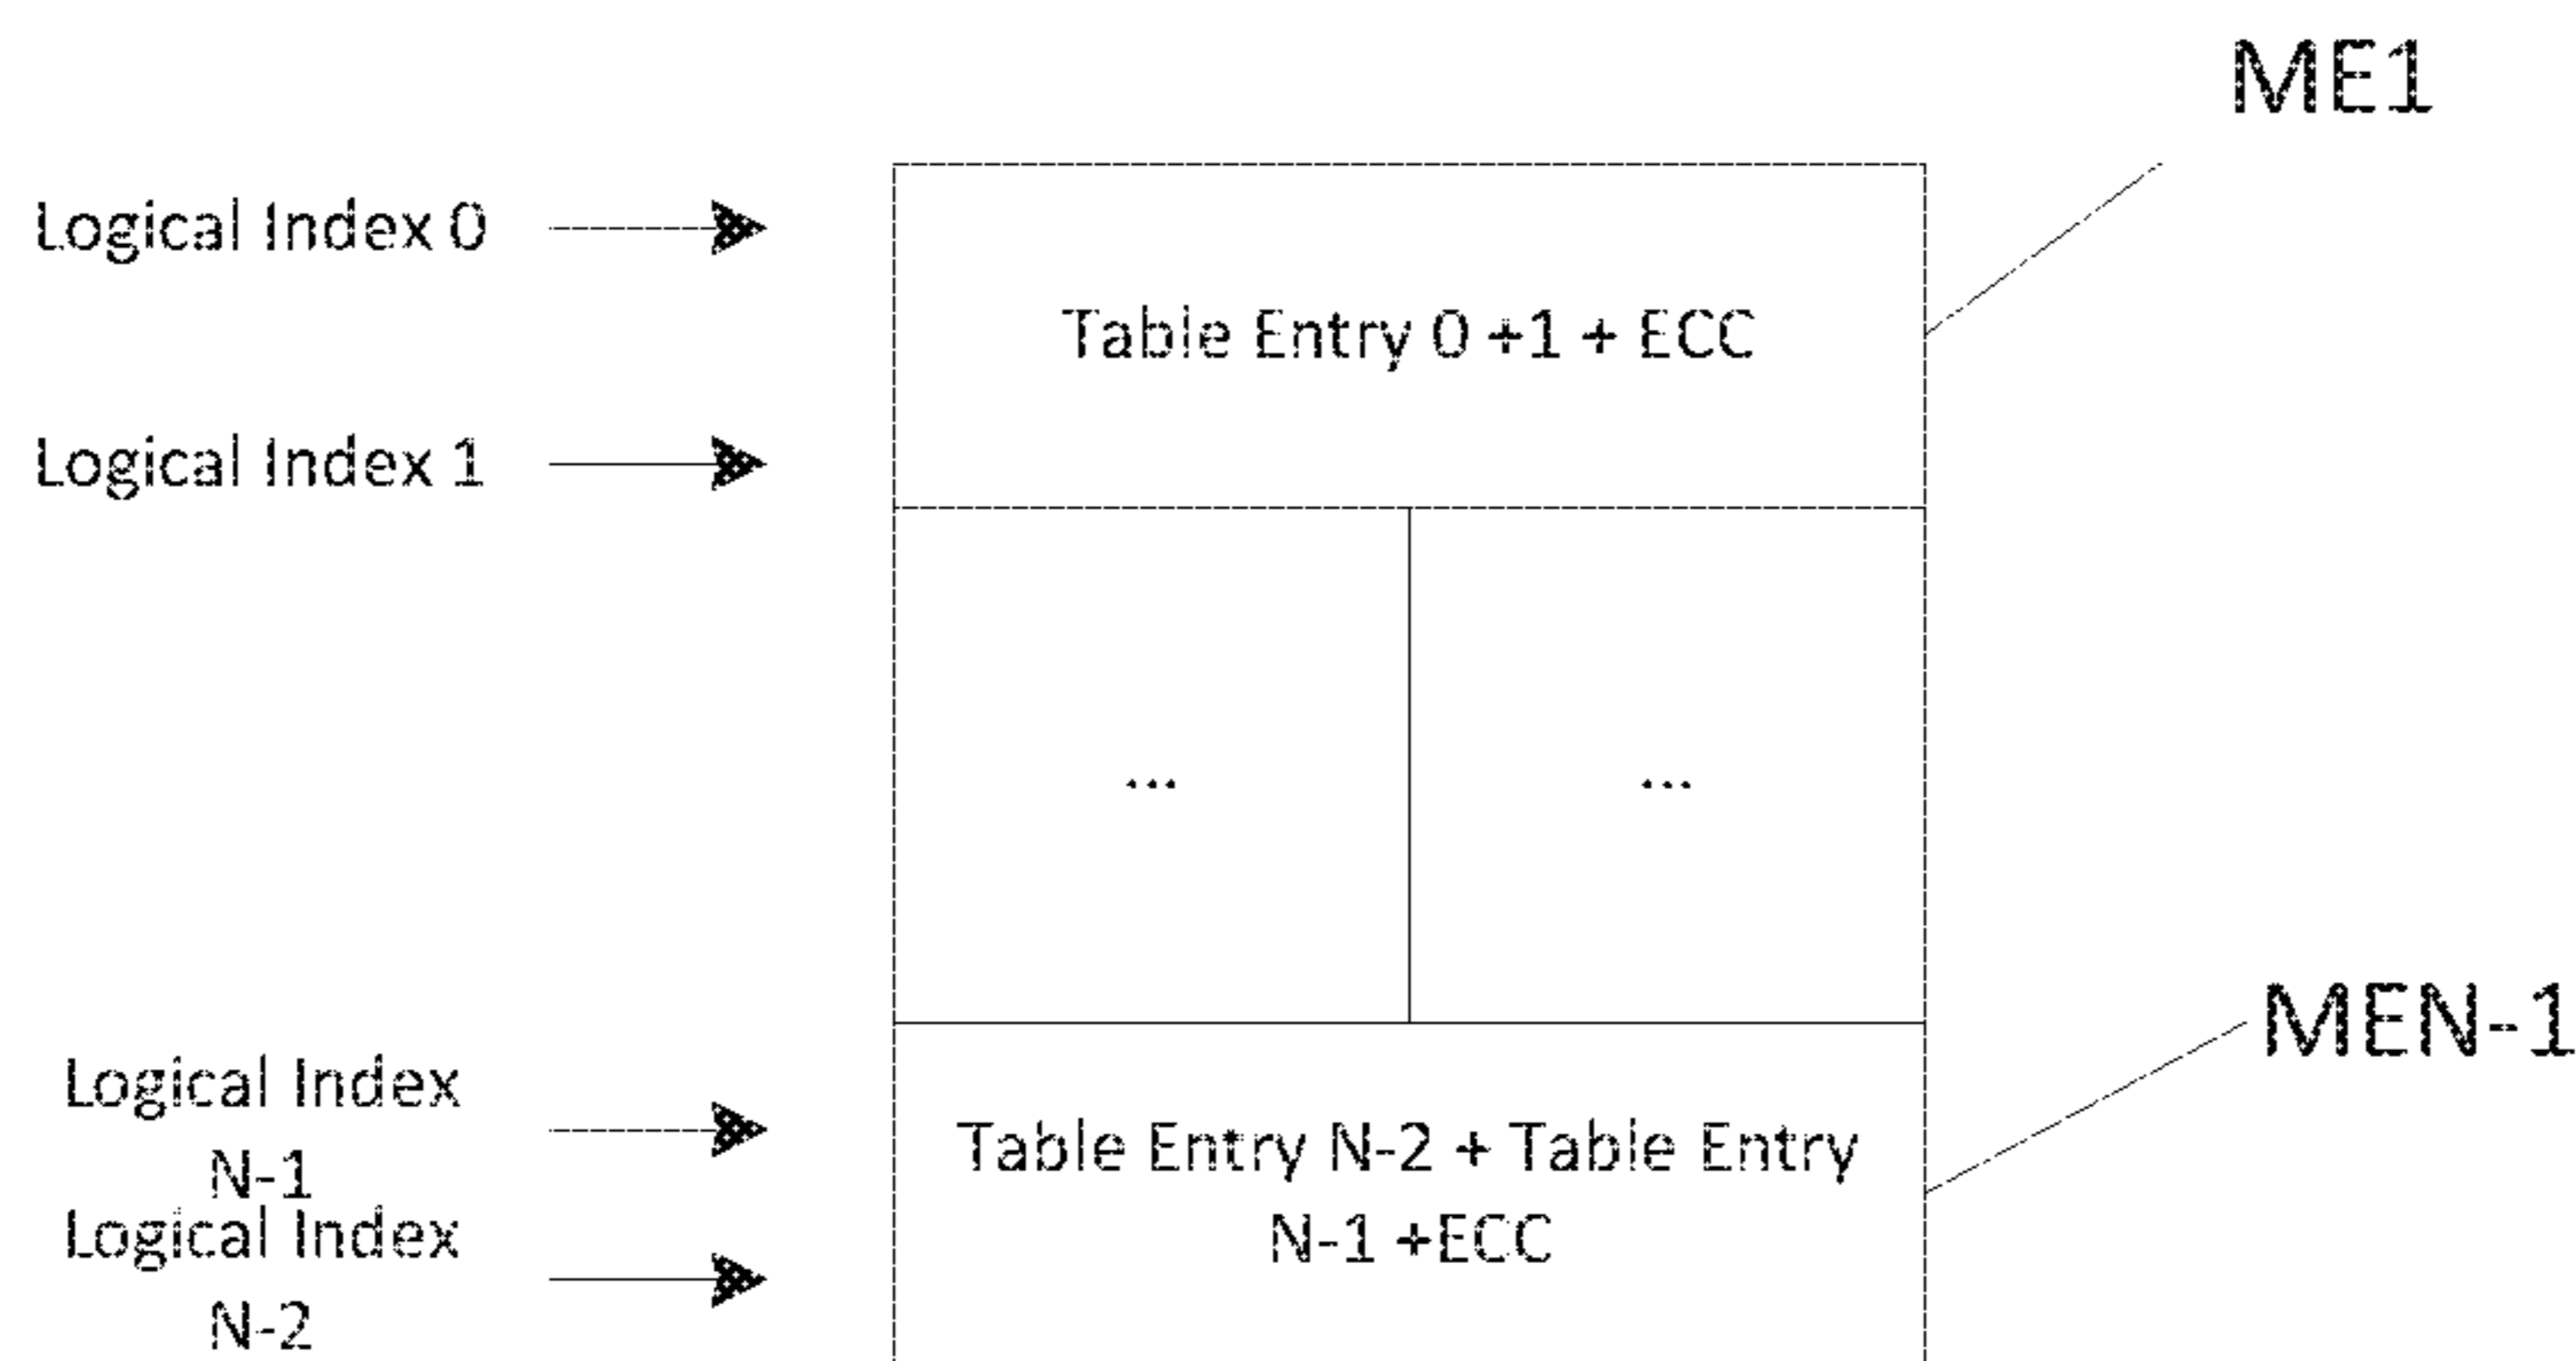 ME1
Logical Index 0
Table Entry 0 +1 + ECC
Logical Index 1
...
...
MEN-1
Logical Index
N-1
Logical Index
N-2
Table Entry N-2 + Table Entry
N-1 +ECC